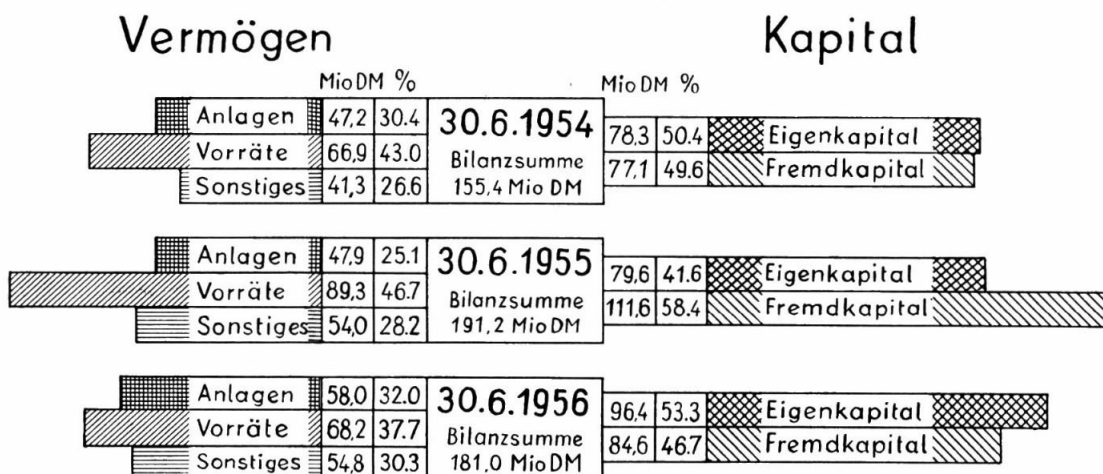 Vermögen Kapital
Mio DM % Mio DM %
Anlagen 47,2 30.4
Vorräte 66,9 43.0
Sonstiges 41,3 26.6
30.6.1954
Bilanzsumme
155,4 Mio DM
78,3 50.4 Eigenkapital
77,1 49.6 Fremdkapital
Anlagen 47,9 25.1
Vorräte 89,3 46.7
Sonstiges 54,0 28.2
30.6.1955
Bilanzsumme
191,2 Mio DM
79,6 41.6 Eigenkapital
111,6 58.4 Fremdkapital
Anlagen 58,0 32.0
Vorräte 68,2 37.7
Sonstiges 54,8 30.3
30.6.1956
Bilanzsumme
181,0 Mio DM
96,4 53.3 Eigenkapital
84,6 46.7 Fremdkapital